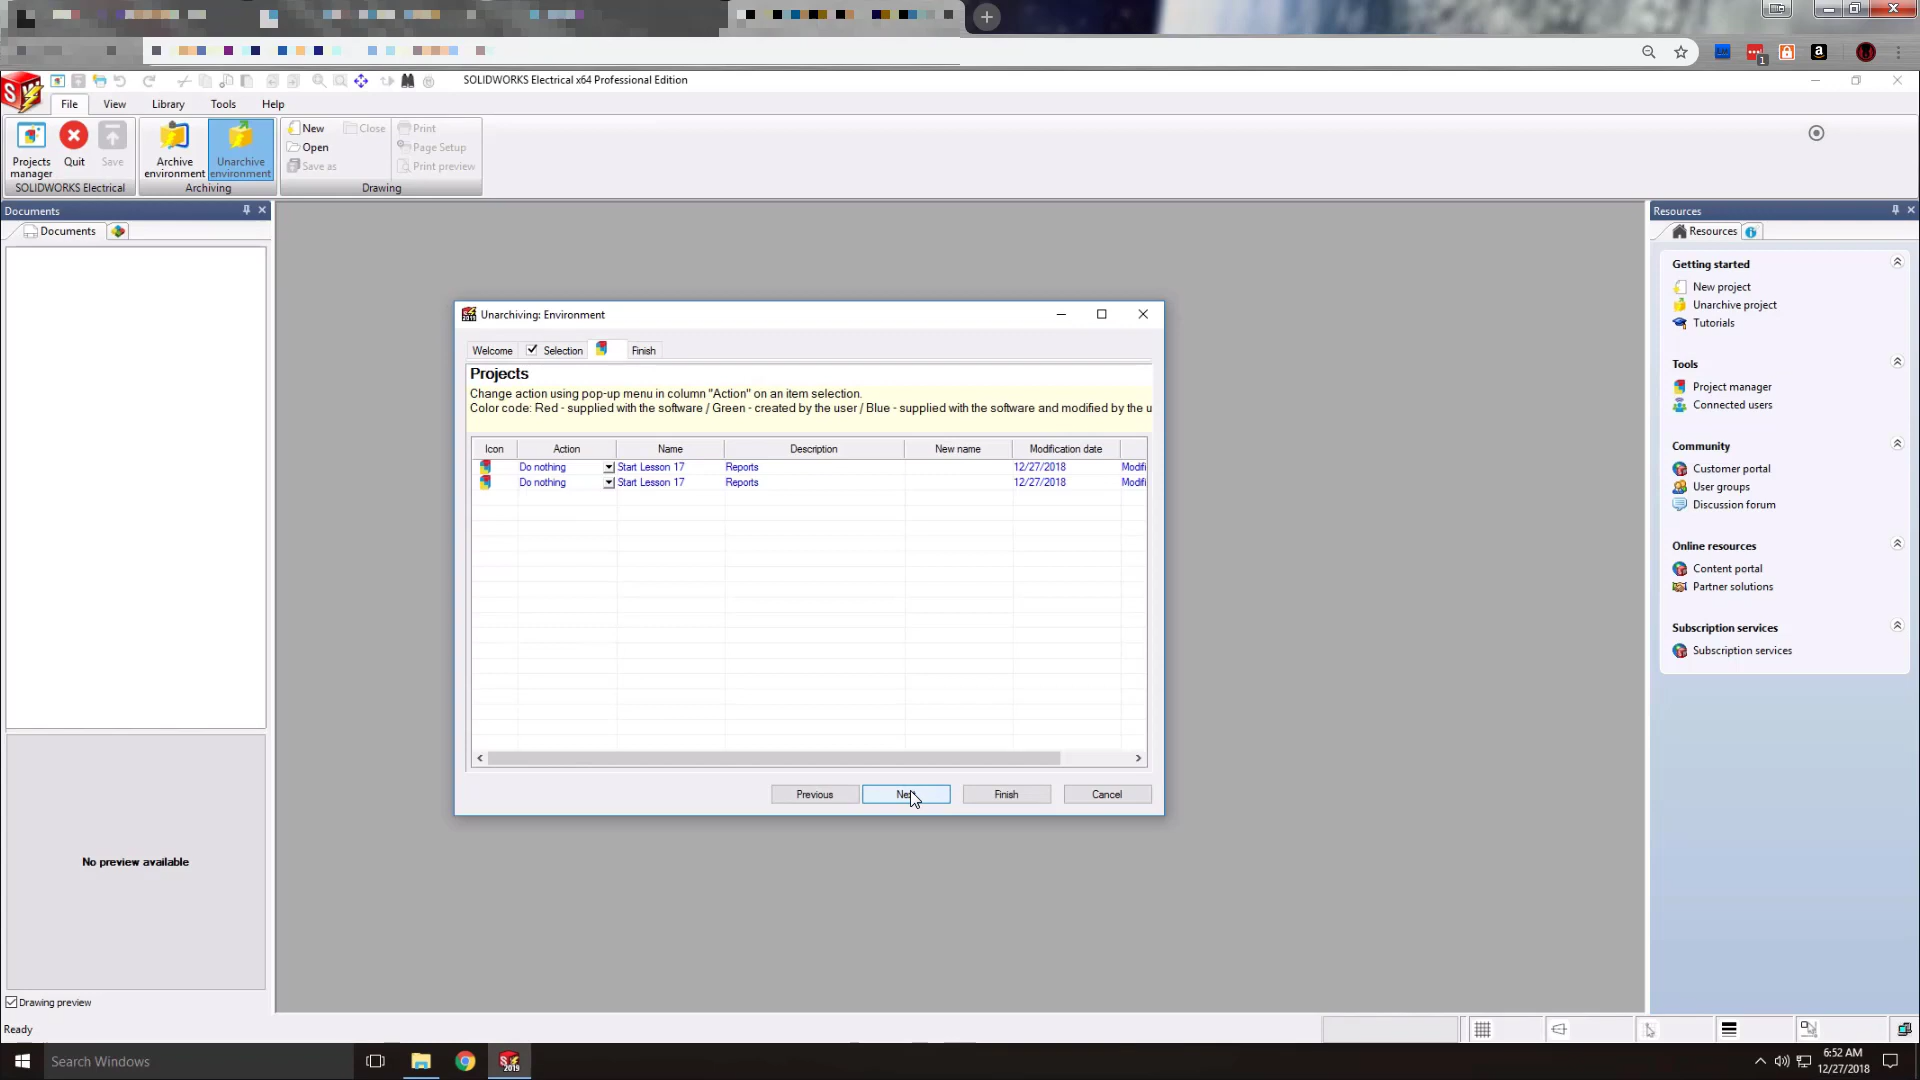 1
SOLIDWORKS Electrical x64 Professional Edition
File View Library Tools Help
Projects manager Quit Save Archive environment Unarchive environment
New Close Print
Open Page Setup
Save as Print preview
SOLIDWORKS Electrical Archiving Drawing
Documents
Documents
No preview available
Drawing preview
Ready
Unarchiving: Environment
Welcome Selection Finish
Projects
Change action using pop-up menu in column "Action" on an item selection.
Color code: Red - supplied with the software / Green - created by the user / Blue - supplied with the software and modified by the u
Icon Action Name Description New name Modification date
Do nothing Start Lesson 17 Reports 12/27/2018 Modifi
Do nothing Start Lesson 17 Reports 12/27/2018 Modifi
Previous Next Finish Cancel
Resources
Resources
Getting started
New project
Unarchive project
Tutorials
Tools
Project manager
Connected users
Community
Customer portal
User groups
Discussion forum
Online resources
Content portal
Partner solutions
Subscription services
Subscription services
Search Windows
2019
6:52 AM
12/27/2018